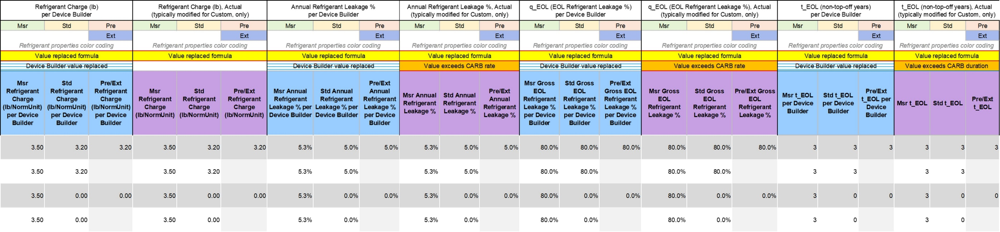 Refrigerant Charge (lb)
per Device Builder
Refrigerant Charge (lb), Actual
(typically modified for Custom, only)
Annual Refrigerant Leakage %
per Device Builder
Annual Refrigerant Leakage %, Actual
(typically modified for Custom, only)
q_EOL (EOL Refrigerant Leakage %)
per Device Builder
q_EOL (EOL Refrigerant Leakage %), Actual
(typically modified for Custom, only)
t_EOL (non-top-off years)
per Device Builder
t_EOL (non-top-off years), Actual
(typically modified for Custom, only)
Msr Std Pre Msr Std Pre Msr Std Pre Msr Std Pre Msr Std Pre Msr Std Pre Msr Std Pre Msr Std Pre
Ext Ext Ext Ext Ext Ext Ext Ext
Refrigerant properties color coding Refrigerant properties color coding Refrigerant properties color coding Refrigerant properties color coding Refrigerant properties color coding Refrigerant properties color coding Refrigerant properties color coding Refrigerant properties color coding
Value replaced formula Value replaced formula Value replaced formula Value replaced formula Value replaced formula Value replaced formula Value replaced formula Value replaced formula
Device Builder value replaced Device Builder value replaced Value exceeds CARB rate Device Builder value replaced Value exceeds CARB rate Device Builder value replaced Value exceeds CARB duration
Msr
Refrigerant
Charge
(lb/NormUnit)
per Device
Builder
Std
Refrigerant
Charge
(lb/NormUnit)
per Device
Builder
Pre/Ext
Refrigerant
Charge
(lb/NormUnit)
per Device
Builder
Msr
Refrigerant
Charge
(lb/NormUnit)
Std
Refrigerant
Charge
(lb/NormUnit)
Pre/Ext
Refrigerant
Charge
(lb/NormUnit)
Msr Annual
Refrigerant
Leakage % per
Device Builder
Std Annual
Refrigerant
Leakage % per
Device Builder
Pre/Ext
Annual
Refrigerant
Leakage %
per Device
Builder
Msr Annual
Refrigerant
Leakage %
Std Annual
Refrigerant
Leakage %
Pre/Ext
Annual
Refrigerant
Leakage %
Msr Gross
EOL
Refrigerant
Leakage %
per Device
Builder
Std Gross
EOL
Refrigerant
Leakage %
per Device
Builder
Pre/Ext
Gross EOL
Refrigerant
Leakage %
per Device
Builder
Msr Gross
EOL
Refrigerant
Leakage %
Std Gross
EOL
Refrigerant
Leakage %
Pre/Ext Gross
EOL
Refrigerant
Leakage %
Msr t_EOL
per Device
Builder
Std t_EOL
per Device
Builder
Pre/Ext
t_EOL per
Device
Builder
Msr t_EOL
Std t_EOL
Pre/Ext
t_EOL
3.50 3.20 3.20 3.50 3.20 3.20 5.3% 5.0% 5.0% 5.3% 5.0% 5.0% 80.0% 80.0% 80.0% 80.0% 80.0% 80.0% 3 3 3 3 3 3
3.50 3.20 3.50 3.20 5.3% 5.0% 5.3% 5.0% 80.0% 80.0% 80.0% 80.0% 3 3 3 3
3.50 0.00 0.00 3.50 0.00 0.00 5.3% 0.0% 0.0% 5.3% 0.0% 0.0% 80.0% 0.0% 0.0% 80.0% 0.0% 0.0% 3 0 0 3 0 0
3.50 0.00 3.50 0.00 5.3% 0.0% 5.3% 0.0% 80.0% 0.0% 80.0% 0.0% 3 0 3 0